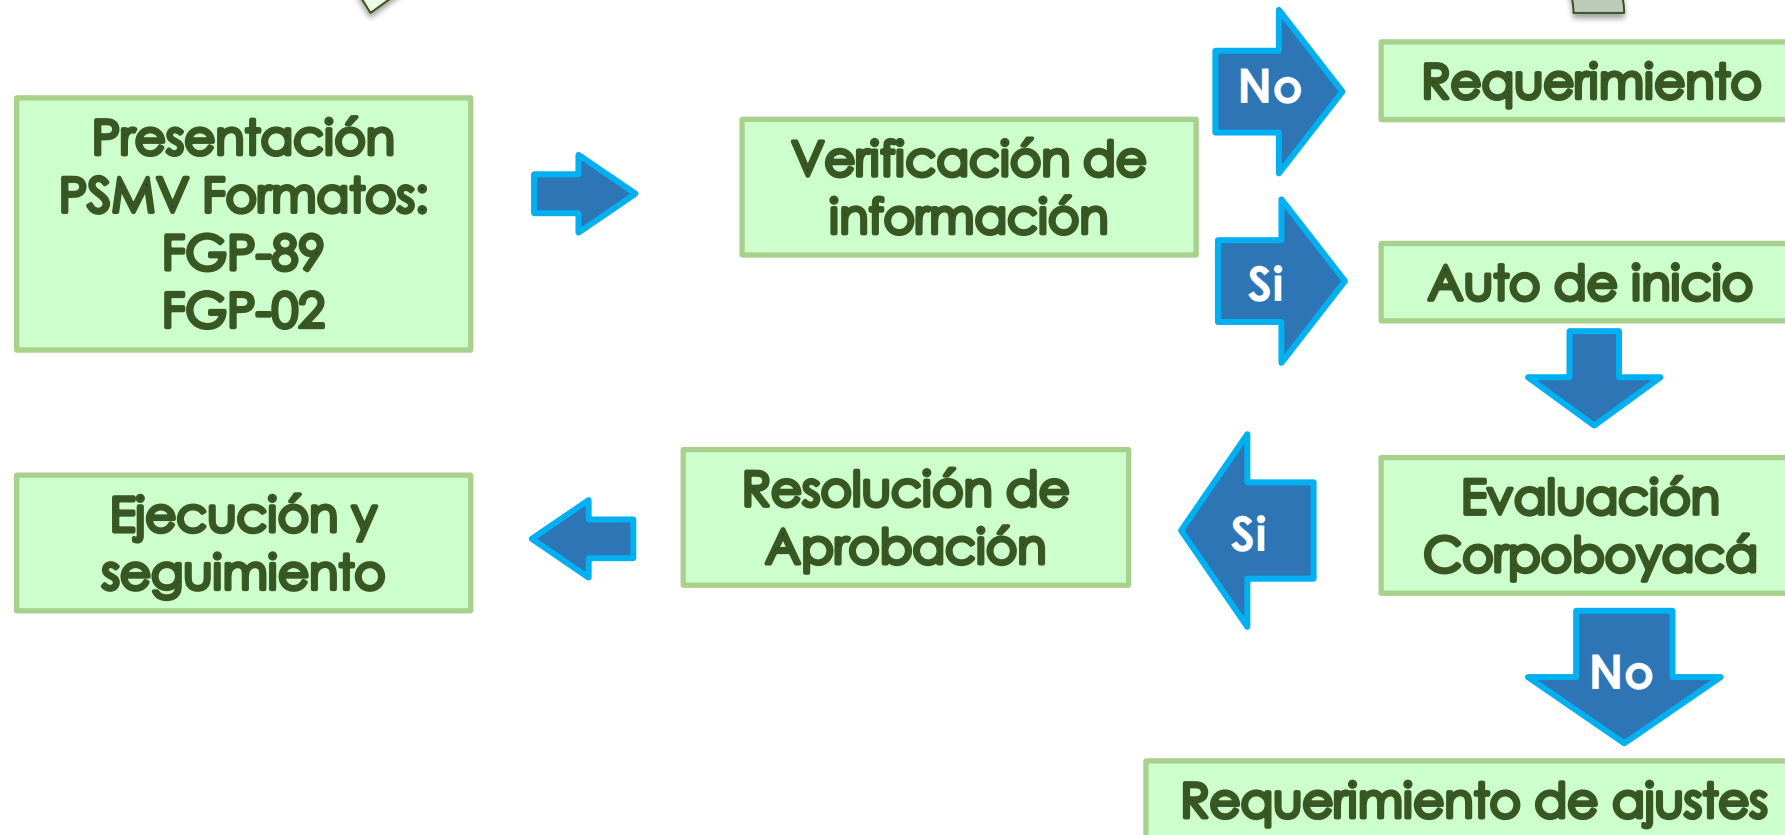 Presentación
PSMV Formatos:
FGP-89
FGP-02
Verificación de
información
No
Requerimiento
Si
Auto de inicio
Evaluación
Corpoboyacá
Si
Resolución de
Aprobación
Ejecución y
seguimiento
No
Requerimiento de ajustes